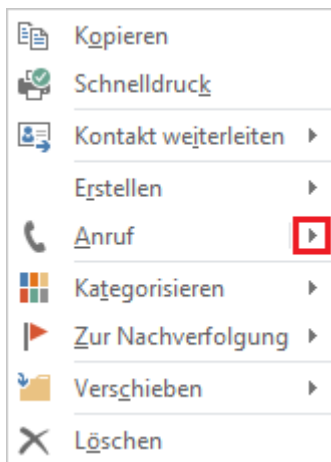 Kopieren
Schnelldruck
Kontakt weiterleiten
Erstellen
Anruf
Kategorisieren
Zur Nachverfolgung
Verschieben
Löschen